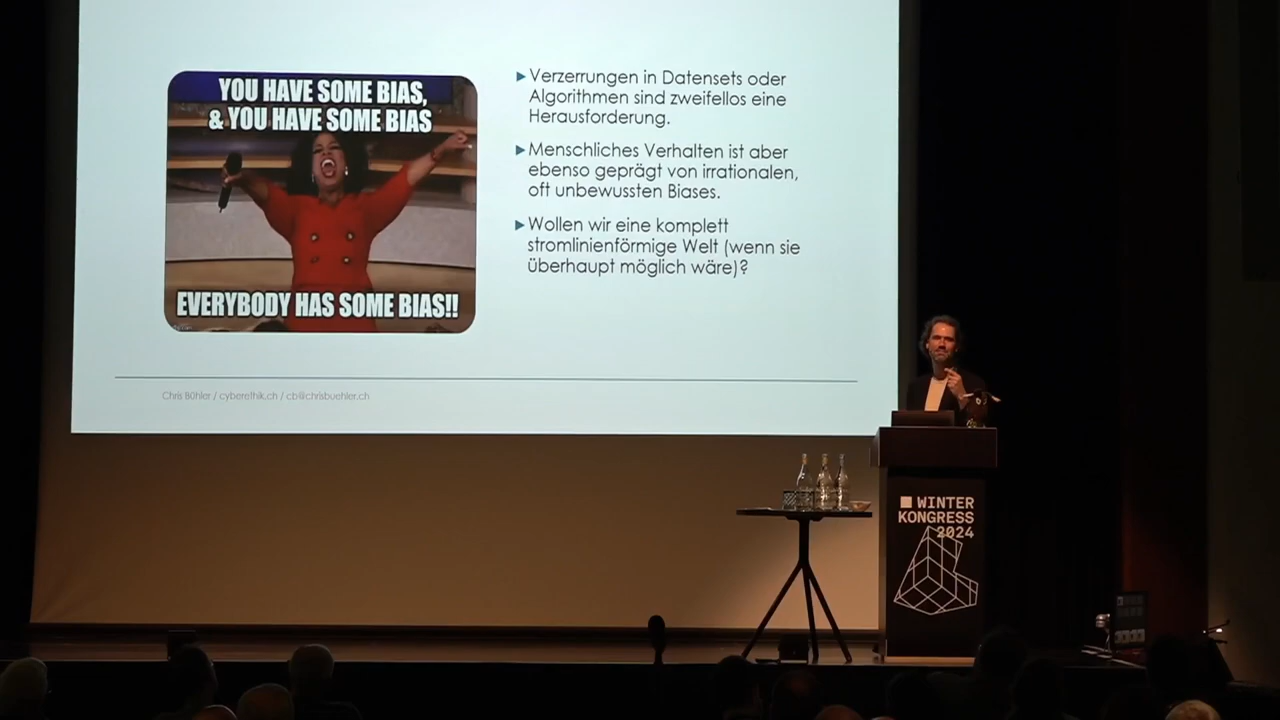 YOU HAVE SOME BIAS,
& YOU HAVE SOME BIAS
EVERYBODY HAS SOME BIAS!!
▶Verzerrungen in Datensets oder
Algorithmen sind zweifellos eine
Herausforderung.
▶Menschliches Verhalten ist aber
ebenso geprägt von irrationalen,
oft unbewussten Biases.
▶Wollen wir eine komplett
stromlinienförmige Welt (wenn sie
überhaupt möglich wäre)?
Chris Bühler / cyberethik.ch / cb@chrisbuehler.ch
WINTER
KONGRESS
2024